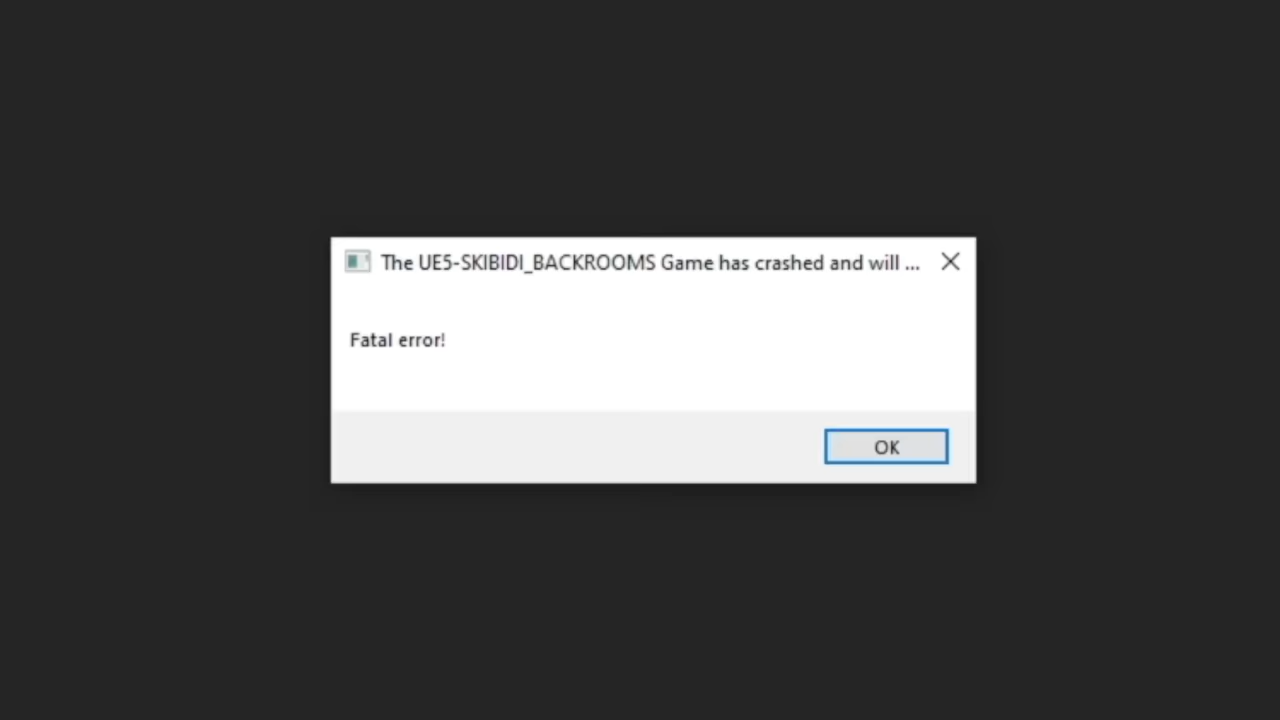 The UE5-SKIBIDI_BACKROOMS Game has crashed and will ...
Fatal error!
OK